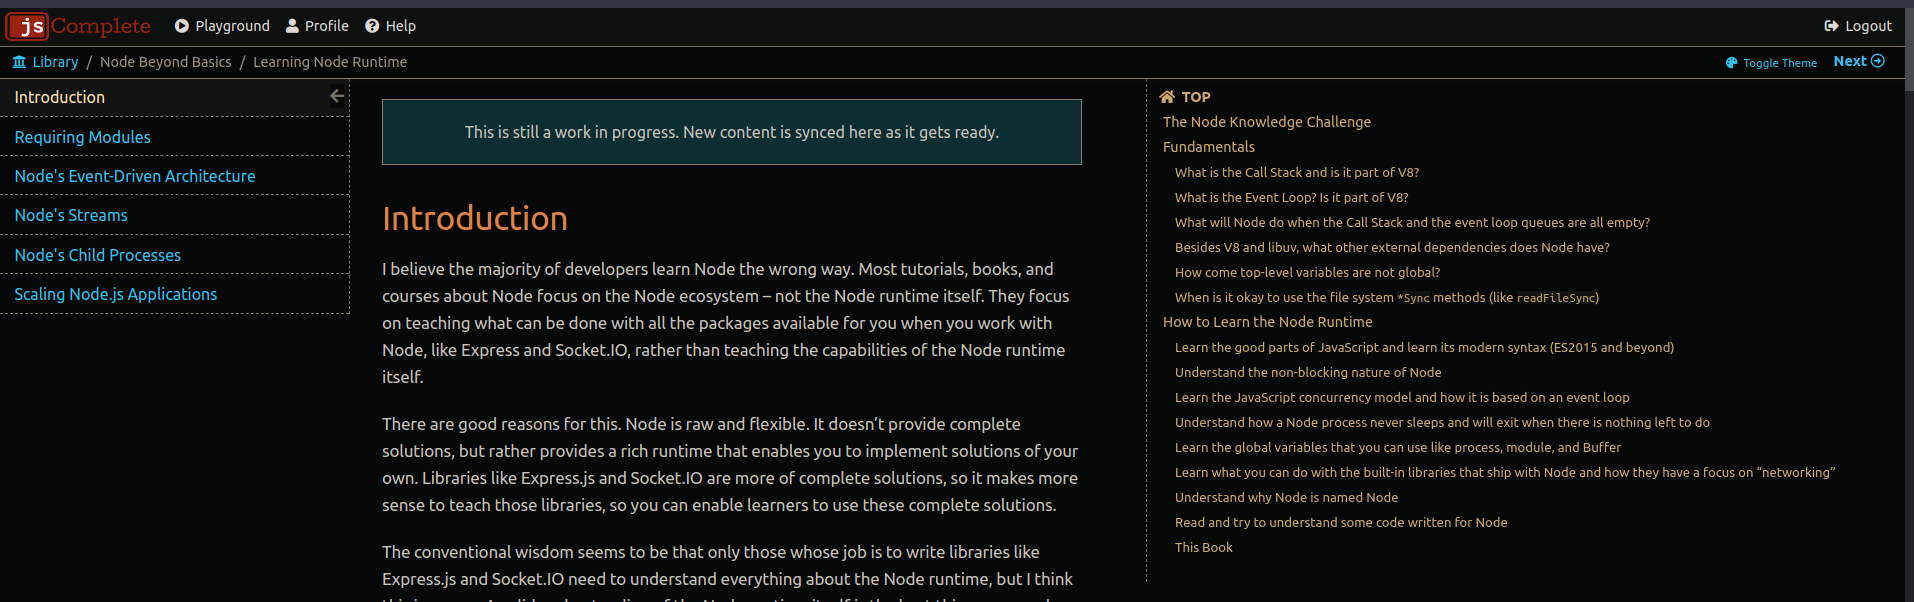 jsComplete Playground Profile Help Logout
Library / Node Beyond Basics / Learning Node Runtime Toggle Theme Next
Introduction
Requiring Modules
Node's Event-Driven Architecture
Node's Streams
Node's Child Processes
Scaling Node.js Applications
This is still a work in progress. New content is synced here as it gets ready.
Introduction
I believe the majority of developers learn Node the wrong way. Most tutorials, books, and
courses about Node focus on the Node ecosystem – not the Node runtime itself. They focus
on teaching what can be done with all the packages available for you when you work with
Node, like Express and Socket.IO, rather than teaching the capabilities of the Node runtime
itself.
There are good reasons for this. Node is raw and flexible. It doesn’t provide complete
solutions, but rather provides a rich runtime that enables you to implement solutions of your
own. Libraries like Express.js and Socket.IO are more of complete solutions, so it makes more
sense to teach those libraries, so you can enable learners to use these complete solutions.
The conventional wisdom seems to be that only those whose job is to write libraries like
Express.js and Socket.IO need to understand everything about the Node runtime, but I think
TOP
The Node Knowledge Challenge
Fundamentals
What is the Call Stack and is it part of V8?
What is the Event Loop? Is it part of V8?
What will Node do when the Call Stack and the event loop queues are all empty?
Besides V8 and libuv, what other external dependencies does Node have?
How come top-level variables are not global?
When is it okay to use the file system *Sync methods (like readFileSync)
How to Learn the Node Runtime
Learn the good parts of JavaScript and learn its modern syntax (ES2015 and beyond)
Understand the non-blocking nature of Node
Learn the JavaScript concurrency model and how it is based on an event loop
Understand how a Node process never sleeps and will exit when there is nothing left to do
Learn the global variables that you can use like process, module, and Buffer
Learn what you can do with the built-in libraries that ship with Node and how they have a focus on “networking”
Understand why Node is named Node
Read and try to understand some code written for Node
This Book